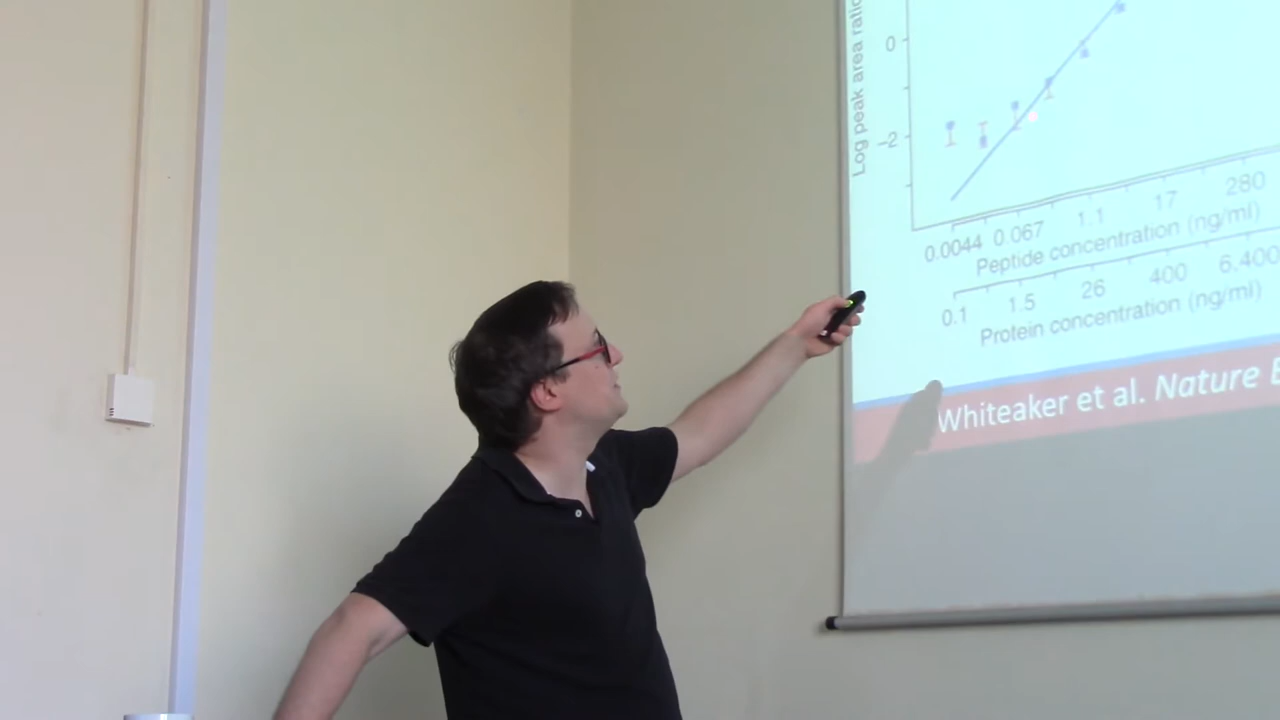 Log peak area ratio
0
−2
0.0044 0.067 1.1 17 280
Peptide concentration (ng/ml)
0.1 1.5 26 400 6,400
Protein concentration (ng/ml)
Whiteaker et al. Nature